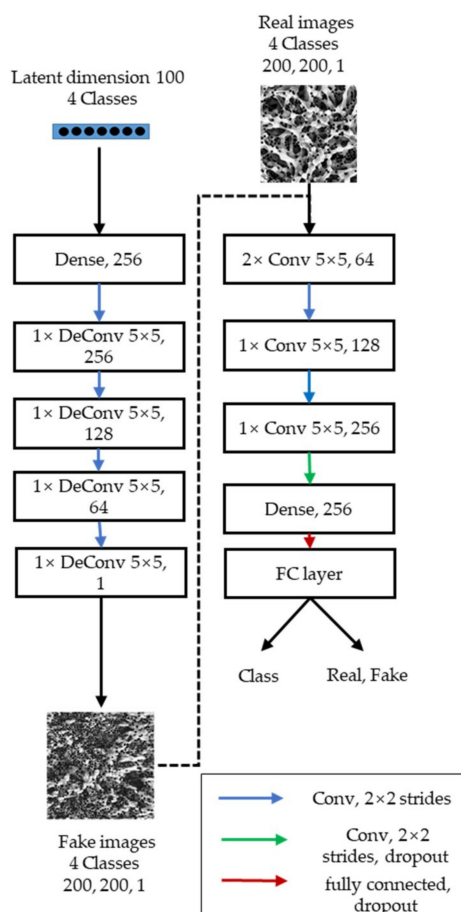 Latent dimension 100
4 Classes
Dense, 256
1× DeConv 5×5,
256
1× DeConv 5×5,
128
1× DeConv 5×5,
64
1× DeConv 5×5,
1
Fake images
4 Classes
200, 200, 1
Real images
4 Classes
200, 200, 1
2× Conv 5×5, 64
1× Conv 5×5, 128
1× Conv 5×5, 256
Dense, 256
FC layer
Class
Real, Fake
Conv, 2×2 strides
Conv, 2×2
strides, dropout
fully connected,
dropout